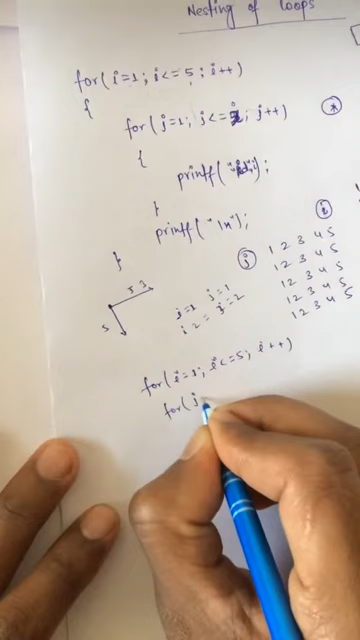 Nesting of loops
for(i=1; i<=5; i++)
{
for(j=1; j<=i; j++)
*
{
printf(" ");
}
i
printf(" \n");
}
j
1 2 3 4 5
1 2 3 4 5
1 2 3 4 5
1 2 3 4 5
1 2 3 4 5
5 3
5
i=1 j=1
i=2 = j=2
for(i=1; i<=5; i++)
for(j